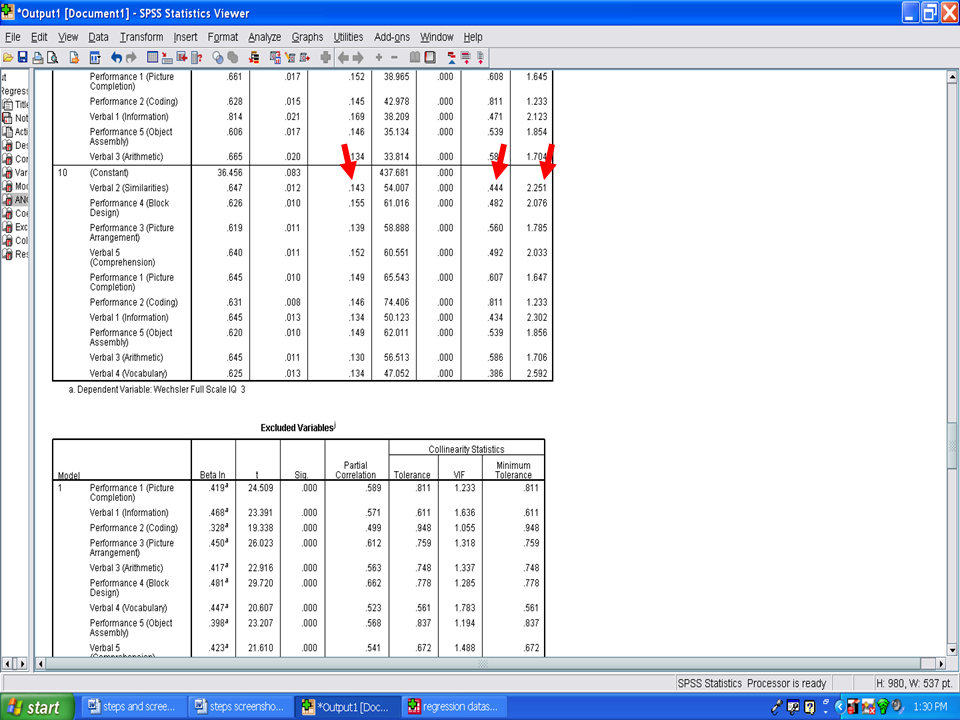 *Output1 [Document1] - SPSS Statistics Viewer
File Edit View Data Transform Insert Format Analyze Graphs Utilities Add-ons Window Help
Regress
Title
Not
Acti
Des
Cor
Var
Mod
ANO
Coe
Exc
Coll
Res
Performance 1 (Picture Completion) .661 .017 .152 38.965 .000 .608 1.645
Performance 2 (Coding) .628 .015 .145 42.978 .000 .811 1.233
Verbal 1 (Information) .814 .021 .169 38.209 .000 .471 2.123
Performance 5 (Object Assembly) .606 .017 .146 35.134 .000 .539 1.854
Verbal 3 (Arithmetic) .665 .020 .134 33.814 .000 1.704
10 (Constant) 36.456 .083 437.681 .000
Verbal 2 (Similarities) .647 .012 .143 54.007 .000 .444 2.251
Performance 4 (Block Design) .626 .010 .155 61.016 .000 .482 2.076
Performance 3 (Picture Arrangement) .619 .011 .139 58.888 .000 .560 1.785
Verbal 5 (Comprehension) .640 .011 .152 60.551 .000 .492 2.033
Performance 1 (Picture Completion) .645 .010 .149 65.543 .000 .607 1.647
Performance 2 (Coding) .631 .008 .146 74.406 .000 .811 1.233
Verbal 1 (Information) .645 .013 .134 50.123 .000 .434 2.302
Performance 5 (Object Assembly) .620 .010 .149 62.011 .000 .539 1.856
Verbal 3 (Arithmetic) .645 .011 .130 56.513 .000 .586 1.706
Verbal 4 (Vocabulary) .625 .013 .134 47.052 .000 .386 2.592
a. Dependent Variable: Wechsler Full Scale IQ 3
Excluded Variables j
Collinearity Statistics
Model Beta In t Sig. Partial Correlation Tolerance VIF Minimum Tolerance
1 Performance 1 (Picture Completion) .419a 24.509 .000 .589 .811 1.233 .811
Verbal 1 (Information) .468a 23.391 .000 .571 .611 1.636 .611
Performance 2 (Coding) .328a 19.338 .000 .499 .948 1.055 .948
Performance 3 (Picture Arrangement) .450a 26.023 .000 .612 .759 1.318 .759
Verbal 3 (Arithmetic) .417a 22.916 .000 .563 .748 1.337 .748
Performance 4 (Block Design) .481a 29.720 .000 .662 .778 1.285 .778
Verbal 4 (Vocabulary) .447a 20.607 .000 .523 .561 1.783 .561
Performance 5 (Object Assembly) .398a 23.207 .000 .568 .837 1.194 .837
Verbal 5 (Comprehension) .423a 21.610 .000 .541 .672 1.488 .672
SPSS Statistics Processor is ready H: 980, W: 537 pt.
start steps and scree... steps screensho... *Output1 [Doc... regression datas... 1:30 PM